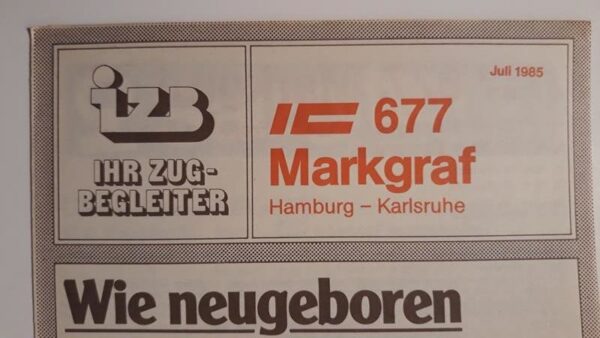 izb
IHR ZUG-
BEGLEITER
Juli 1985
IC 677
Markgraf
Hamburg – Karlsruhe
Wie neugeboren